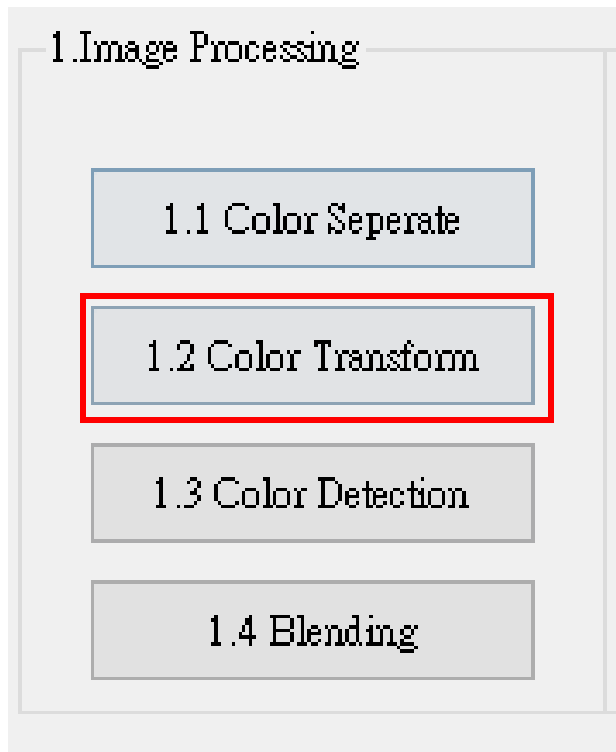 1.Image Processing
1.1 Color Seperate
1.2 Color Transform
1.3 Color Detection
1.4 Blending